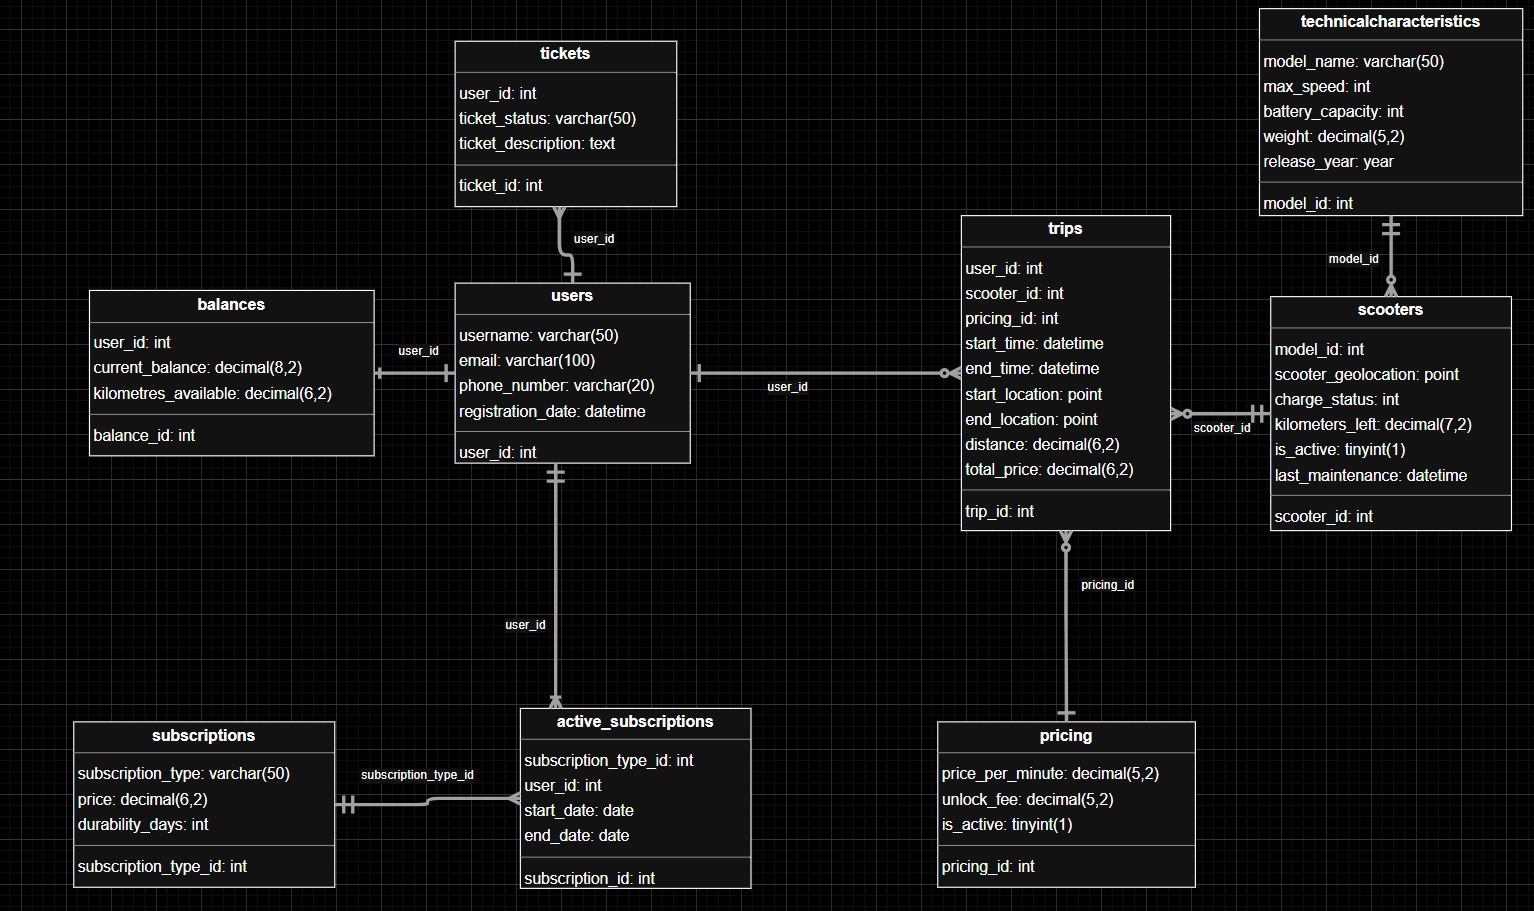 technicalcharacteristics
model_name: varchar(50)
max_speed: int
battery_capacity: int
weight: decimal(5,2)
release_year: year
model_id: int
tickets
user_id: int
ticket_status: varchar(50)
ticket_description: text
ticket_id: int
user_id
model_id
trips
user_id: int
scooter_id: int
pricing_id: int
start_time: datetime
end_time: datetime
start_location: point
end_location: point
distance: decimal(6,2)
total_price: decimal(6,2)
trip_id: int
balances
user_id: int
current_balance: decimal(8,2)
kilometres_available: decimal(6,2)
balance_id: int
user_id
users
username: varchar(50)
email: varchar(100)
phone_number: varchar(20)
registration_date: datetime
user_id: int
user_id
scooters
model_id: int
scooter_geolocation: point
charge_status: int
kilometers_left: decimal(7,2)
is_active: tinyint(1)
last_maintenance: datetime
scooter_id: int
scooter_id
pricing_id
user_id
subscriptions
subscription_type: varchar(50)
price: decimal(6,2)
durability_days: int
subscription_type_id: int
subscription_type_id
active_subscriptions
subscription_type_id: int
user_id: int
start_date: date
end_date: date
subscription_id: int
pricing
price_per_minute: decimal(5,2)
unlock_fee: decimal(5,2)
is_active: tinyint(1)
pricing_id: int